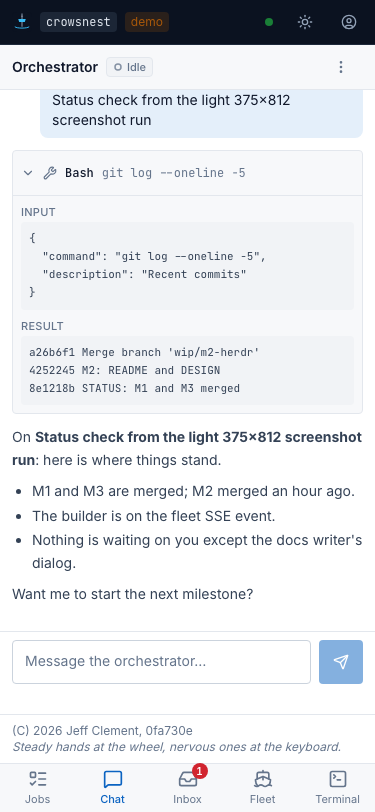 crowsnest demo
Orchestrator Idle
Status check from the light 375×812
screenshot run
Bash git log --oneline -5
INPUT
{
"command": "git log --oneline -5",
"description": "Recent commits"
}
RESULT
a26b6f1 Merge branch 'wip/m2-herdr'
4252245 M2: README and DESIGN
8e1218b STATUS: M1 and M3 merged
On Status check from the light 375×812 screenshot
run: here is where things stand.
• M1 and M3 are merged; M2 merged an hour ago.
• The builder is on the fleet SSE event.
• Nothing is waiting on you except the docs writer's
dialog.
Want me to start the next milestone?
Message the orchestrator...
(C) 2026 Jeff Clement, 0fa730e
Steady hands at the wheel, nervous ones at the keyboard.
1
Jobs Chat Inbox Fleet Terminal